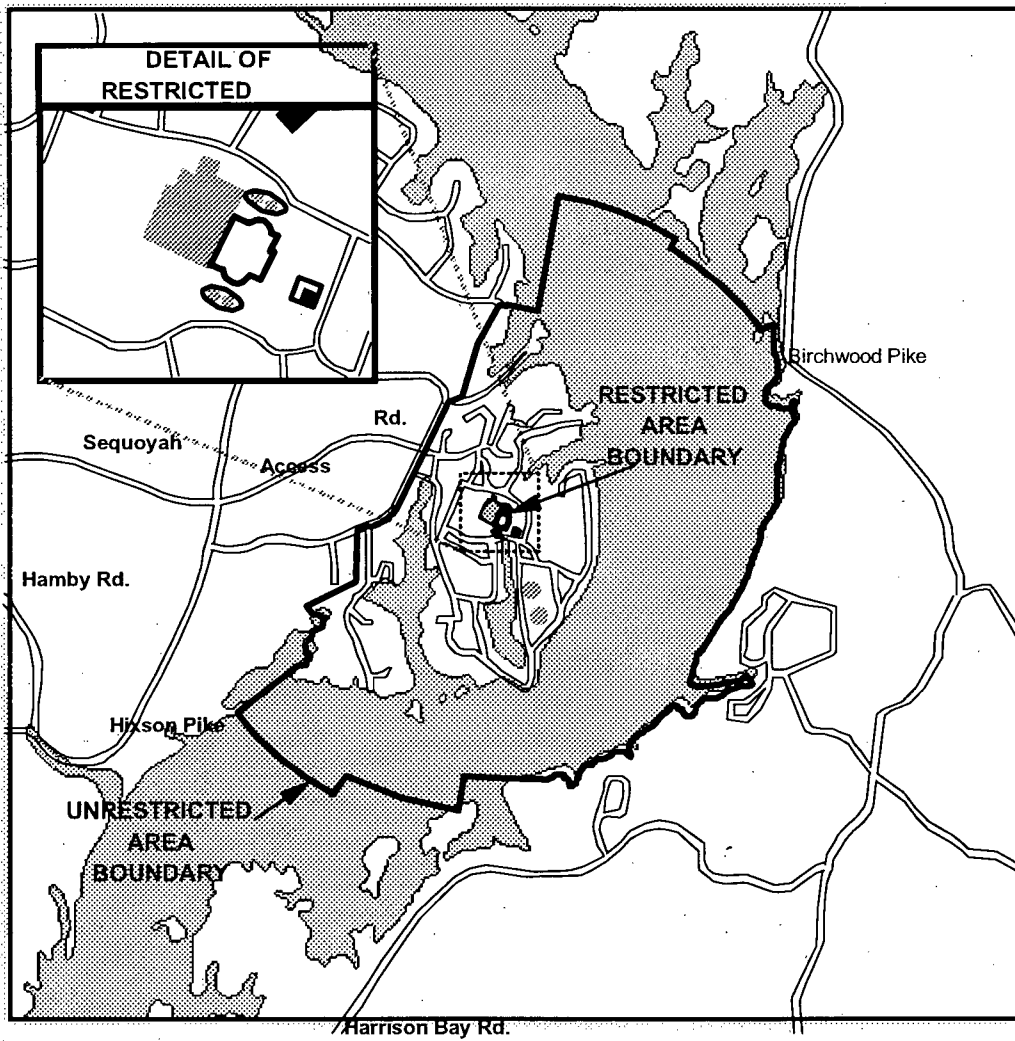 DETAIL OF
RESTRICTED
Birchwood Pike
RESTRICTED
AREA
BOUNDARY
Rd.
Sequoyah
Access
Hamby Rd.
Hixson Pike
UNRESTRICTED
AREA
BOUNDARY
Harrison Bay Rd.